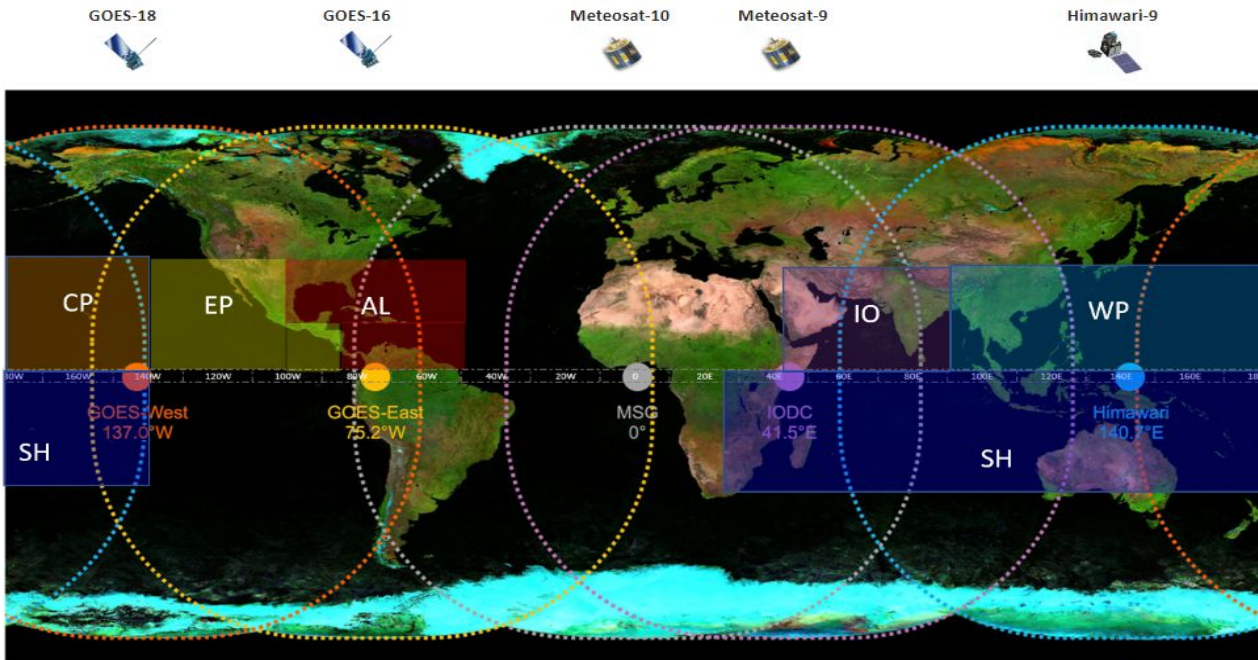 GOES-18 GOES-16 Meteosat-10 Meteosat-9 Himawari-9
CP EP AL IO WP
160W 140W 120W 100W 80W 60W 40W 20W 0 20E 40E 60E 80E 100E 120E 140E 160E
GOES-West GOES-East MSG IODC Himawari
137.0°W 75.2°W 0° 41.5°E 140.7°E
SH SH